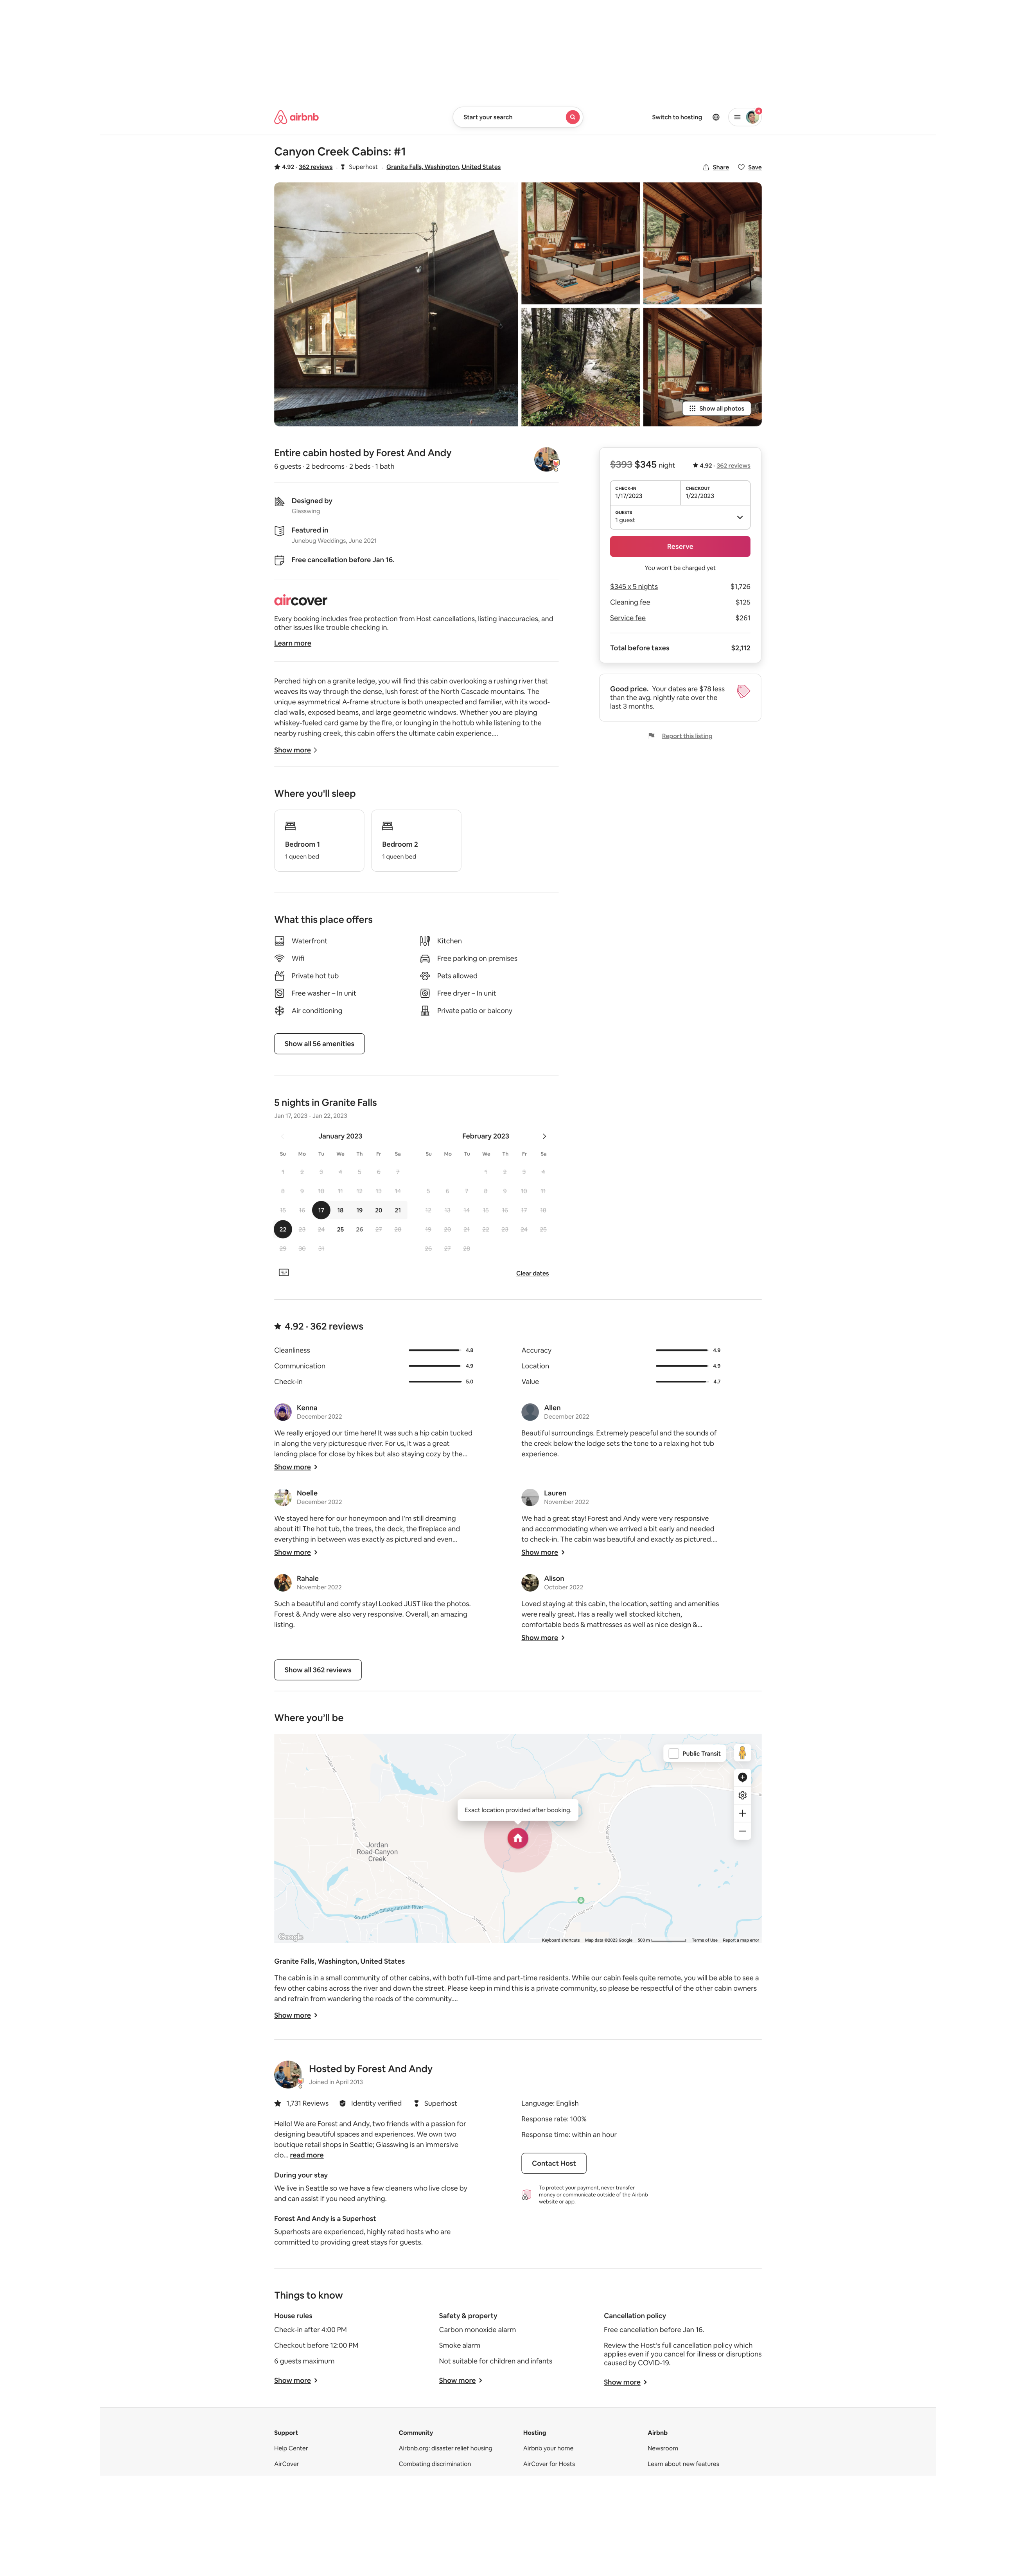 airbnb
Start your search
Switch to hosting
Canyon Creek Cabins: #1
4.92 · 362 reviews · Superhost · Granite Falls, Washington, United States
Share
Save
Show all photos
Entire cabin hosted by Forest And Andy
6 guests · 2 bedrooms · 2 beds · 1 bath
Designed by
Glasswing
Featured in
Junebug Weddings, June 2021
Free cancellation before Jan 16.
aircover
Every booking includes free protection from Host cancellations, listing inaccuracies, and
other issues like trouble checking in.
Learn more
Perched high on a granite ledge, you will find this cabin overlooking a rushing river that
weaves its way through the dense, lush forest of the North Cascade mountains. The
unique asymmetrical A-frame structure is both unexpected and familiar, with its wood-
clad walls, exposed beams, and large geometric windows. Whether you are playing
whiskey-fueled card game by the fire, or lounging in the hottub while listening to the
nearby rushing creek, this cabin offers the ultimate cabin experience....
Show more
$393 $345 night
4.92 · 362 reviews
CHECK-IN
1/17/2023
CHECKOUT
1/22/2023
GUESTS
1 guest
Reserve
You won't be charged yet
$345 x 5 nights
$1,726
Cleaning fee
$125
Service fee
$261
Total before taxes
$2,112
Good price. Your dates are $78 less
than the avg. nightly rate over the
last 3 months.
Report this listing
Where you'll sleep
Bedroom 1
1 queen bed
Bedroom 2
1 queen bed
What this place offers
Waterfront
Kitchen
Wifi
Free parking on premises
Private hot tub
Pets allowed
Free washer – In unit
Free dryer – In unit
Air conditioning
Private patio or balcony
Show all 56 amenities
5 nights in Granite Falls
Jan 17, 2023 - Jan 22, 2023
January 2023
Su Mo Tu We Th Fr Sa
1 2 3 4 5 6 7
8 9 10 11 12 13 14
15 16 17 18 19 20 21
22 23 24 25 26 27 28
29 30 31
February 2023
Su Mo Tu We Th Fr Sa
1 2 3 4
5 6 7 8 9 10 11
12 13 14 15 16 17 18
19 20 21 22 23 24 25
26 27 28
Clear dates
4.92 · 362 reviews
Cleanliness 4.8
Accuracy 4.9
Communication 4.9
Location 4.9
Check-in 5.0
Value 4.7
Kenna
December 2022
We really enjoyed our time here! It was such a hip cabin tucked
in along the very picturesque river. For us, it was a great
landing place for close by hikes but also staying cozy by the...
Show more
Allen
December 2022
Beautiful surroundings. Extremely peaceful and the sounds of
the creek below the lodge sets the tone to a relaxing hot tub
experience.
Noelle
December 2022
We stayed here for our honeymoon and I'm still dreaming
about it! The hot tub, the trees, the deck, the fireplace and
everything in between was exactly as pictured and even...
Show more
Lauren
November 2022
We had a great stay! Forest and Andy were very responsive
and accommodating when we arrived a bit early and needed
to check-in. The cabin was beautiful and exactly as pictured....
Show more
Rahale
November 2022
Such a beautiful and comfy stay! Looked JUST like the photos.
Forest & Andy were also very responsive. Overall, an amazing
listing.
Alison
October 2022
Loved staying at this cabin, the location, setting and amenities
were really great. Has a really well stocked kitchen,
comfortable beds & mattresses as well as nice design &...
Show more
Show all 362 reviews
Where you'll be
Public Transit
Exact location provided after booking.
Jordan
Road-Canyon
Creek
South Fork Stillaguamish River
Google
Keyboard shortcuts
Map data ©2023 Google
500 m
Terms of Use
Report a map error
Granite Falls, Washington, United States
The cabin is in a small community of other cabins, with both full-time and part-time residents. While our cabin feels quite remote, you will be able to see a
few other cabins across the river and down the street. Please keep in mind this is a private community, so please be respectful of the other cabin owners
and refrain from wandering the roads of the community....
Show more
Hosted by Forest And Andy
Joined in April 2013
1,731 Reviews
Identity verified
Superhost
Hello! We are Forest and Andy, two friends with a passion for
designing beautiful spaces and experiences. We own two
boutique retail shops in Seattle; Glasswing is an immersive
clo... read more
During your stay
We live in Seattle so we have a few cleaners who live close by
and can assist if you need anything.
Forest And Andy is a Superhost
Superhosts are experienced, highly rated hosts who are
committed to providing great stays for guests.
Language: English
Response rate: 100%
Response time: within an hour
Contact Host
To protect your payment, never transfer
money or communicate outside of the Airbnb
website or app.
Things to know
House rules
Check-in after 4:00 PM
Checkout before 12:00 PM
6 guests maximum
Show more
Safety & property
Carbon monoxide alarm
Smoke alarm
Not suitable for children and infants
Show more
Cancellation policy
Free cancellation before Jan 16.
Review the Host's full cancellation policy which
applies even if you cancel for illness or disruptions
caused by COVID-19.
Show more
Support
Help Center
AirCover
Community
Airbnb.org: disaster relief housing
Combating discrimination
Hosting
Airbnb your home
AirCover for Hosts
Airbnb
Newsroom
Learn about new features